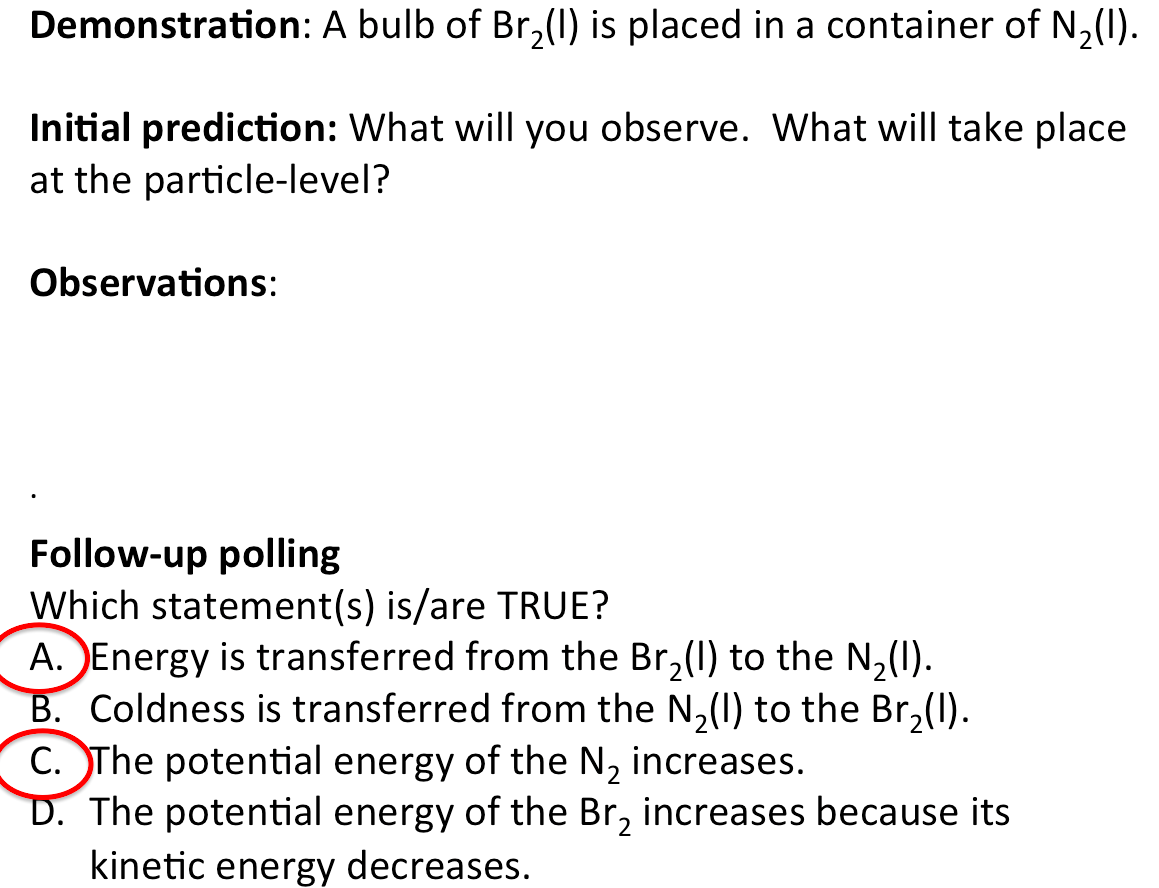 Demonstration: A bulb of Br₂(l) is placed in a container of N₂(l).
Initial prediction: What will you observe.  What will take place
at the particle-level?
Observations:
.
Follow-up polling
Which statement(s) is/are TRUE?
A. Energy is transferred from the Br₂(l) to the N₂(l).
B. Coldness is transferred from the N₂(l) to the Br₂(l).
C. The potential energy of the N₂ increases.
D. The potential energy of the Br₂ increases because its
kinetic energy decreases.